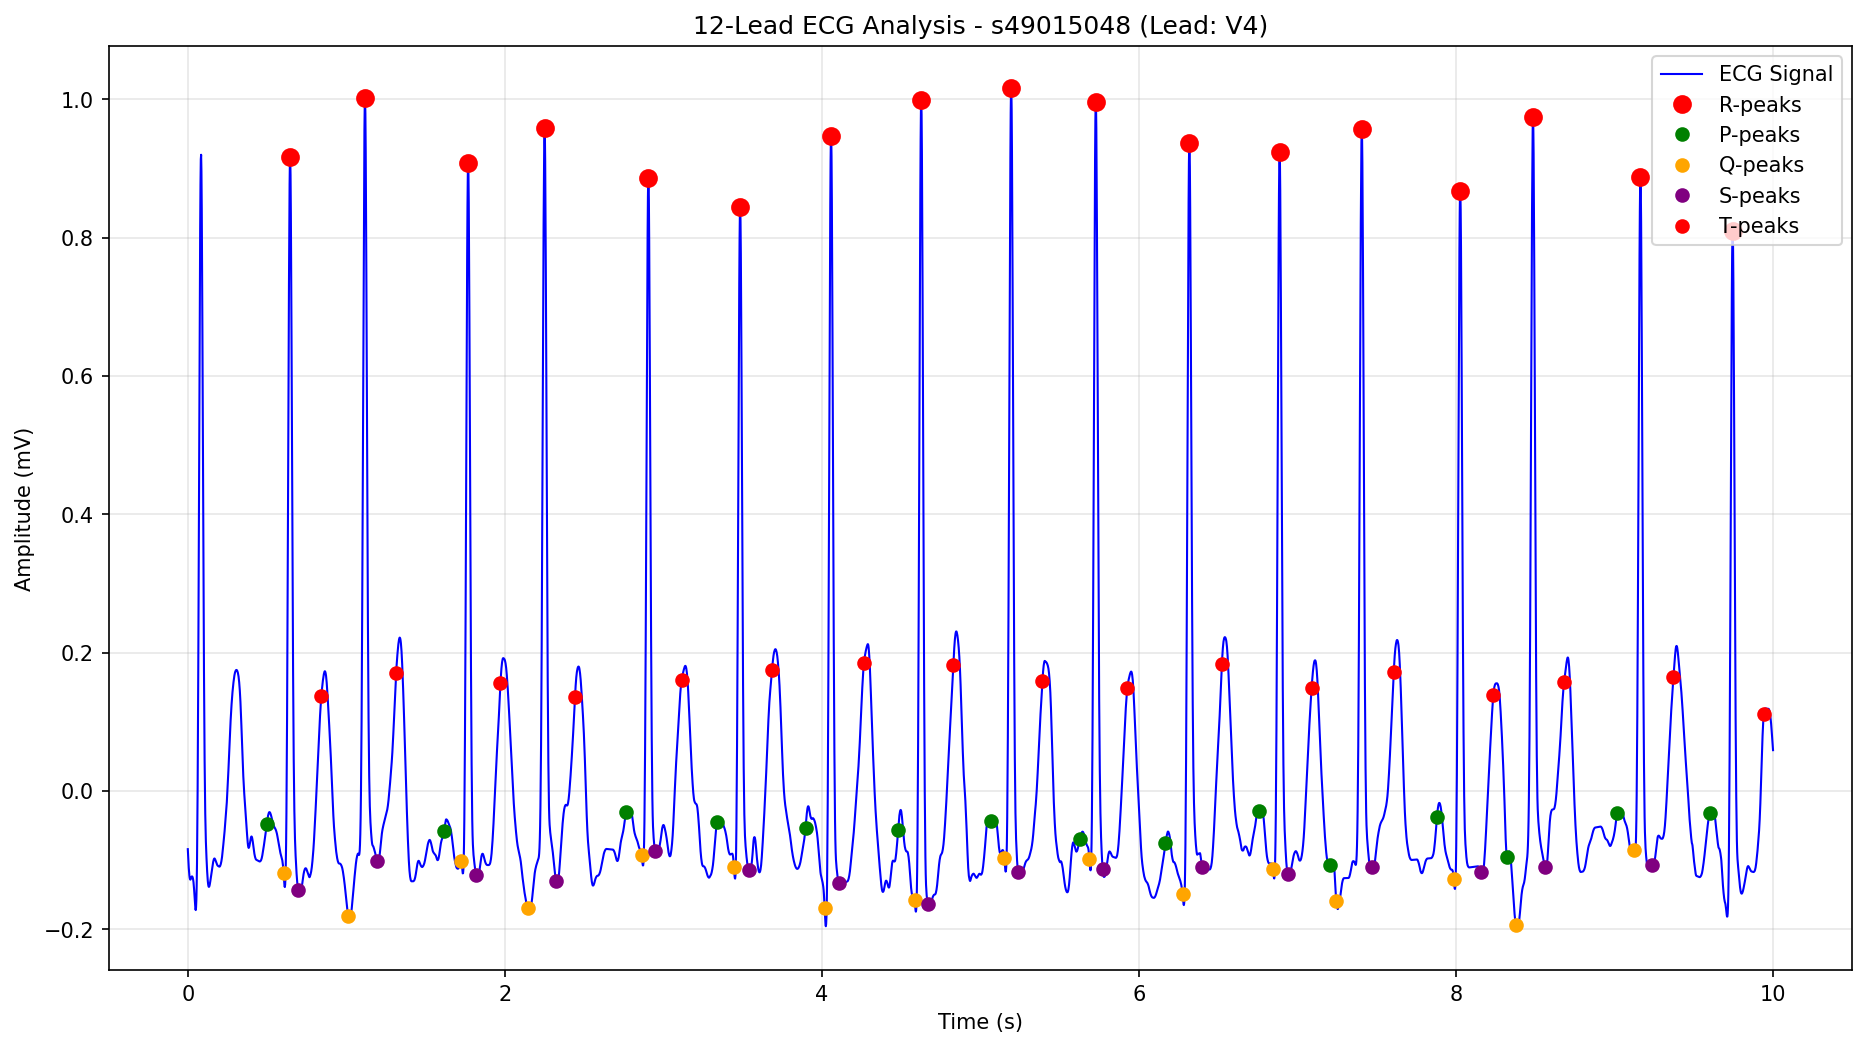 12-Lead ECG Analysis - s49015048 (Lead: V4)
ECG Signal
R-peaks
P-peaks
Q-peaks
S-peaks
T-peaks
Amplitude (mV)
1.0
0.8
0.6
0.4
0.2
0.0
−0.2
0 2 4 6 8 10
Time (s)